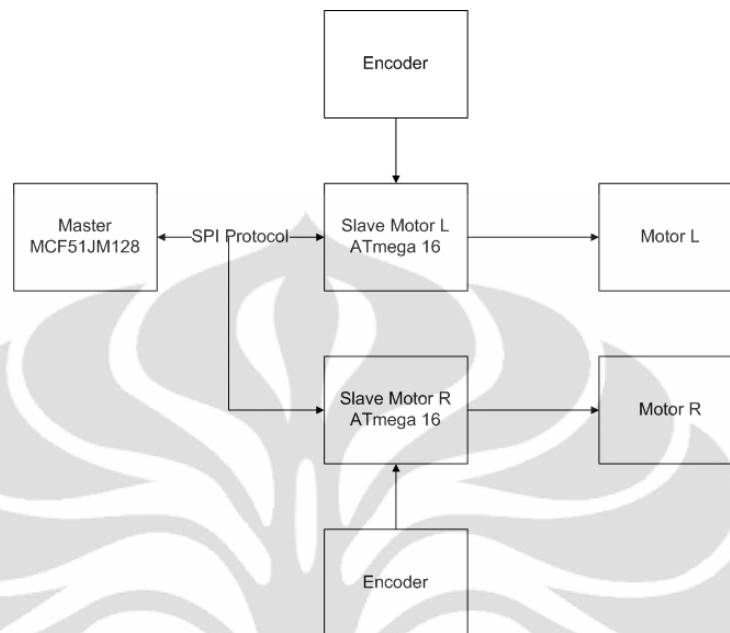 Encoder
Master
MCF51JM128
SPI Protocol
Slave Motor L
ATmega 16
Motor L
Slave Motor R
ATmega 16
Motor R
Encoder